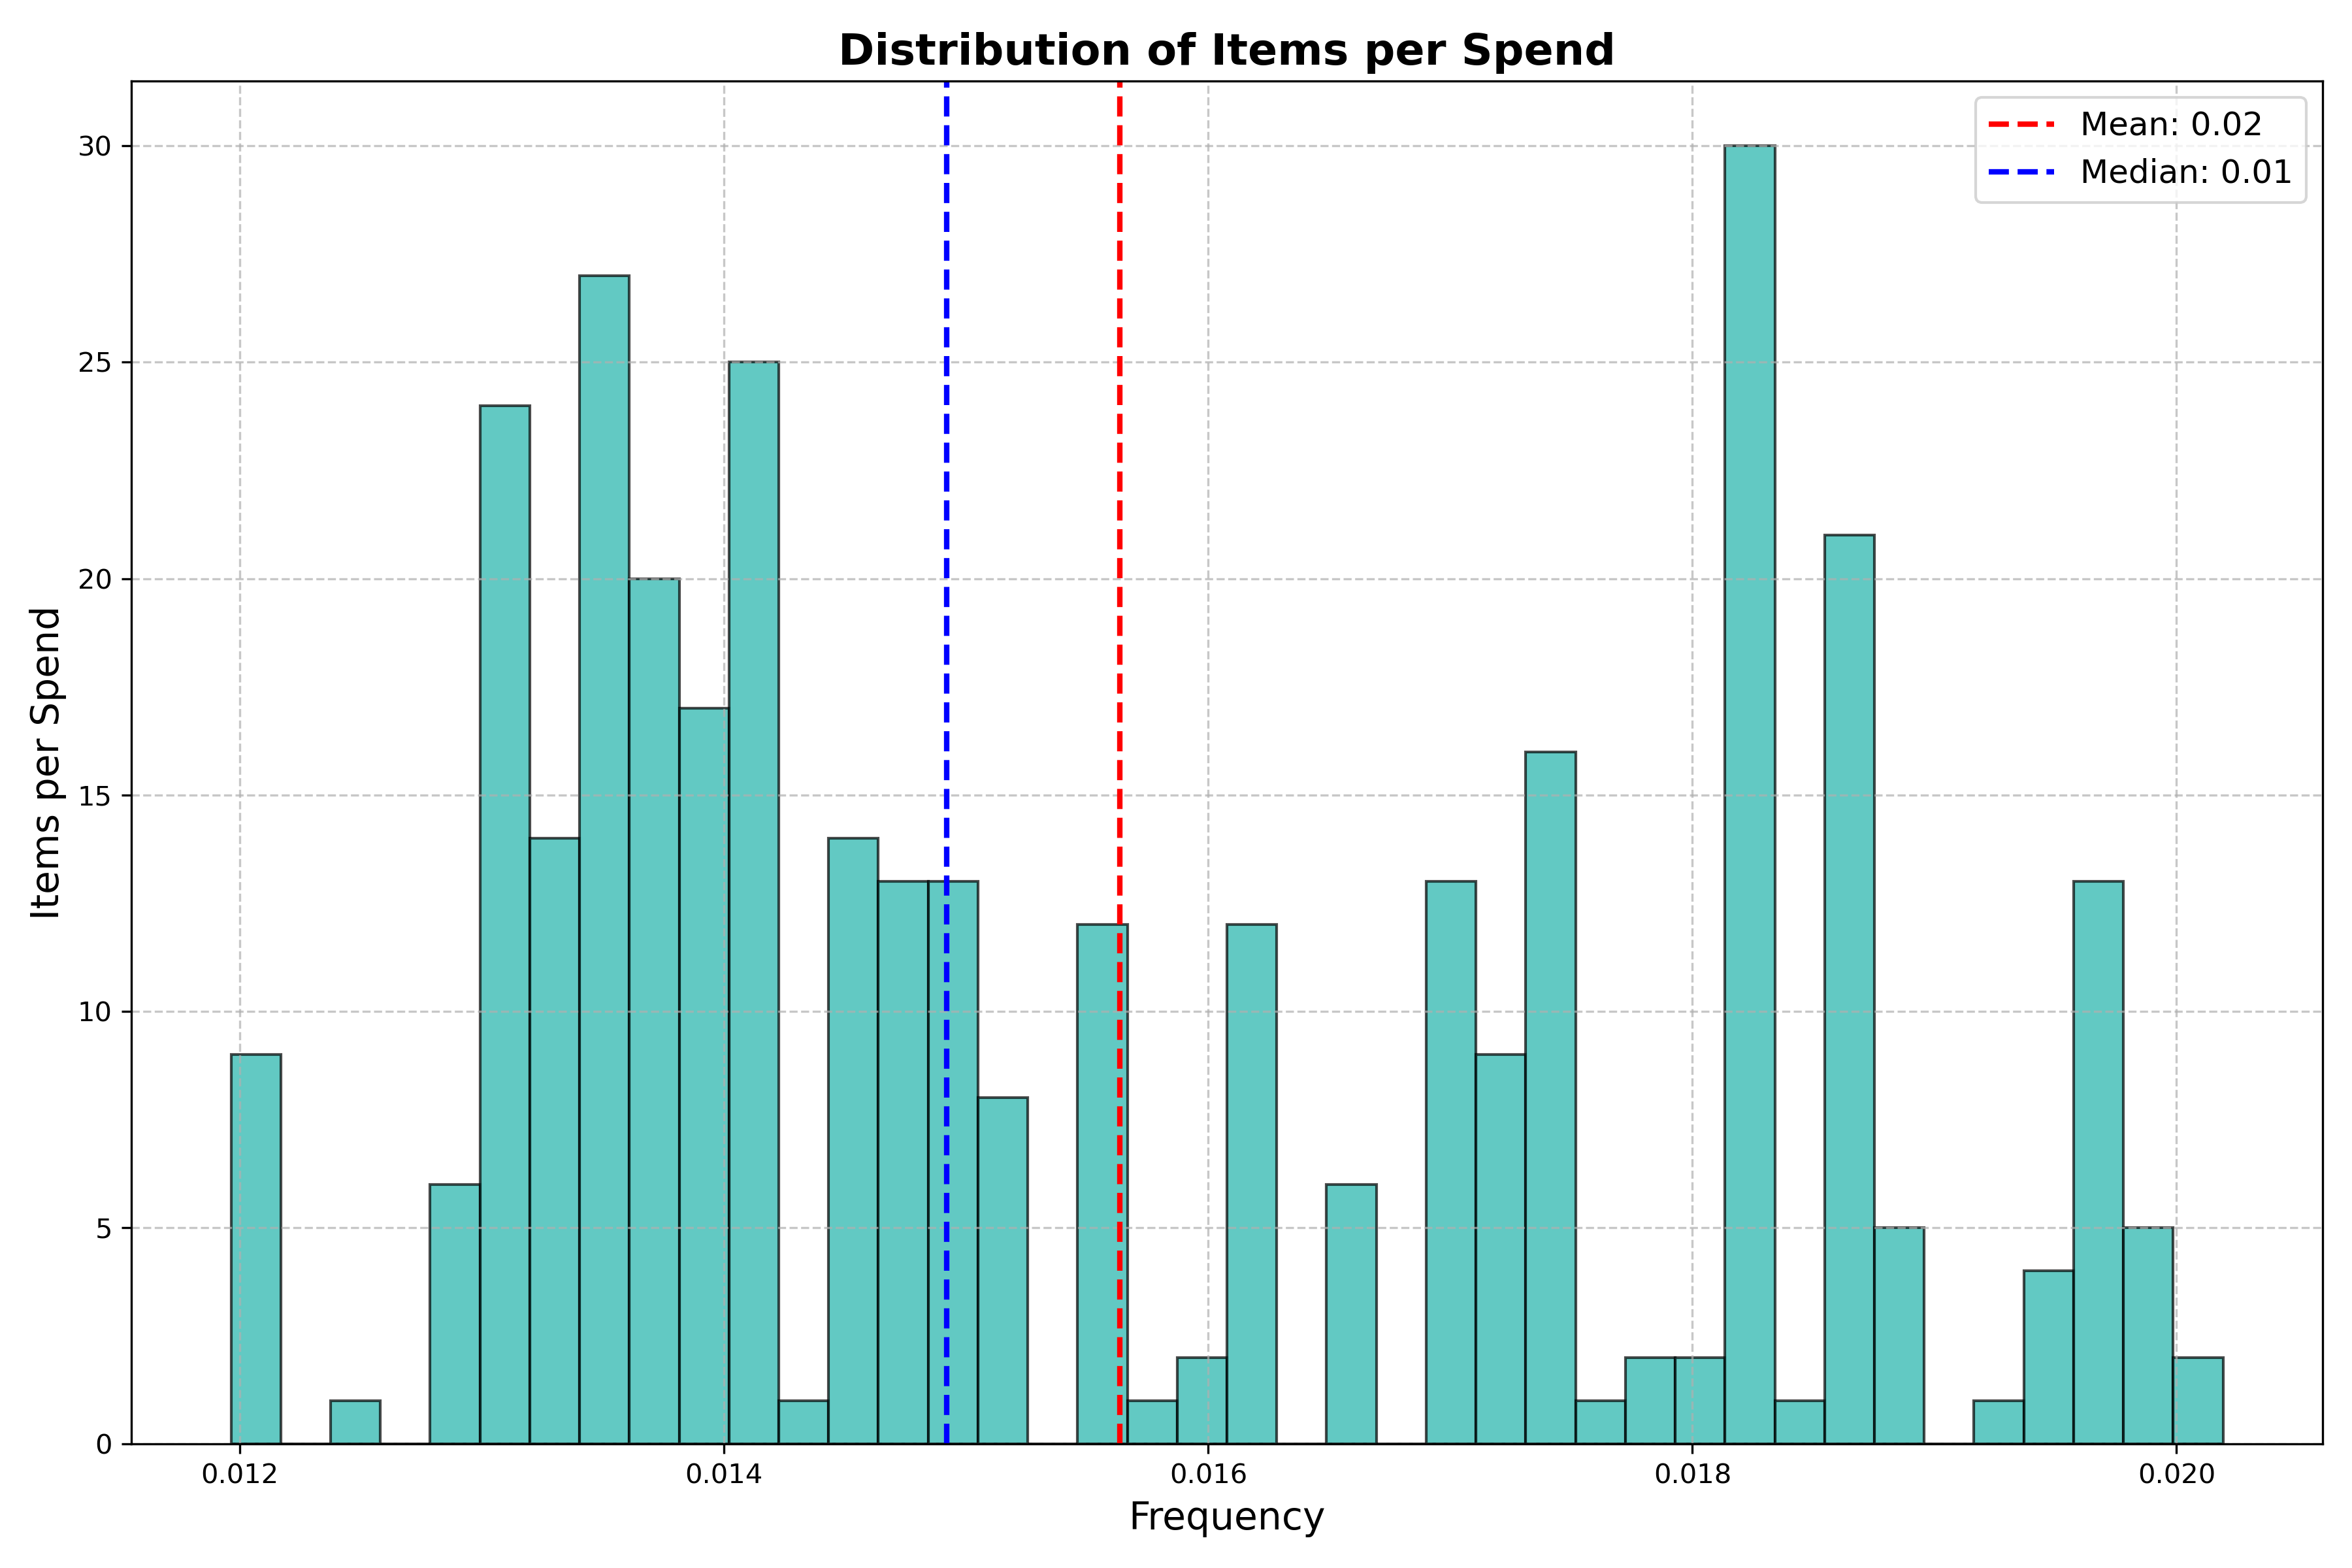 Distribution of Items per Spend
Mean: 0.02
Median: 0.01
Items per Spend
30
25
20
15
10
5
0
0.012 0.014 0.016 0.018 0.020
Frequency